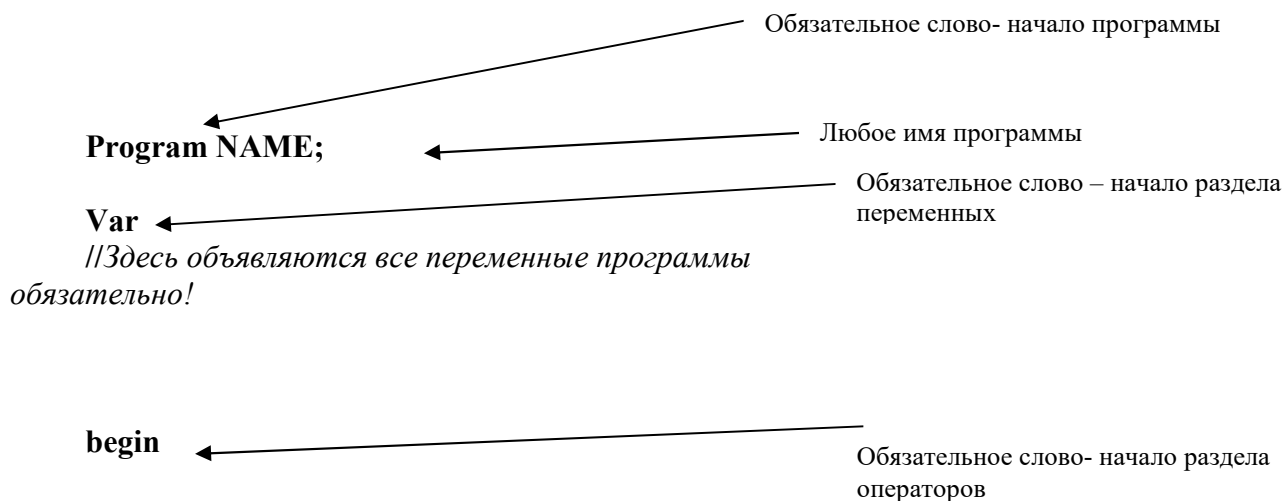 Обязательное слово- начало программы
Program NAME;
Любое имя программы
Обязательное слово – начало раздела
переменных
Var
//Здесь объявляются все переменные программы
обязательно!
begin
Обязательное слово- начало раздела
операторов